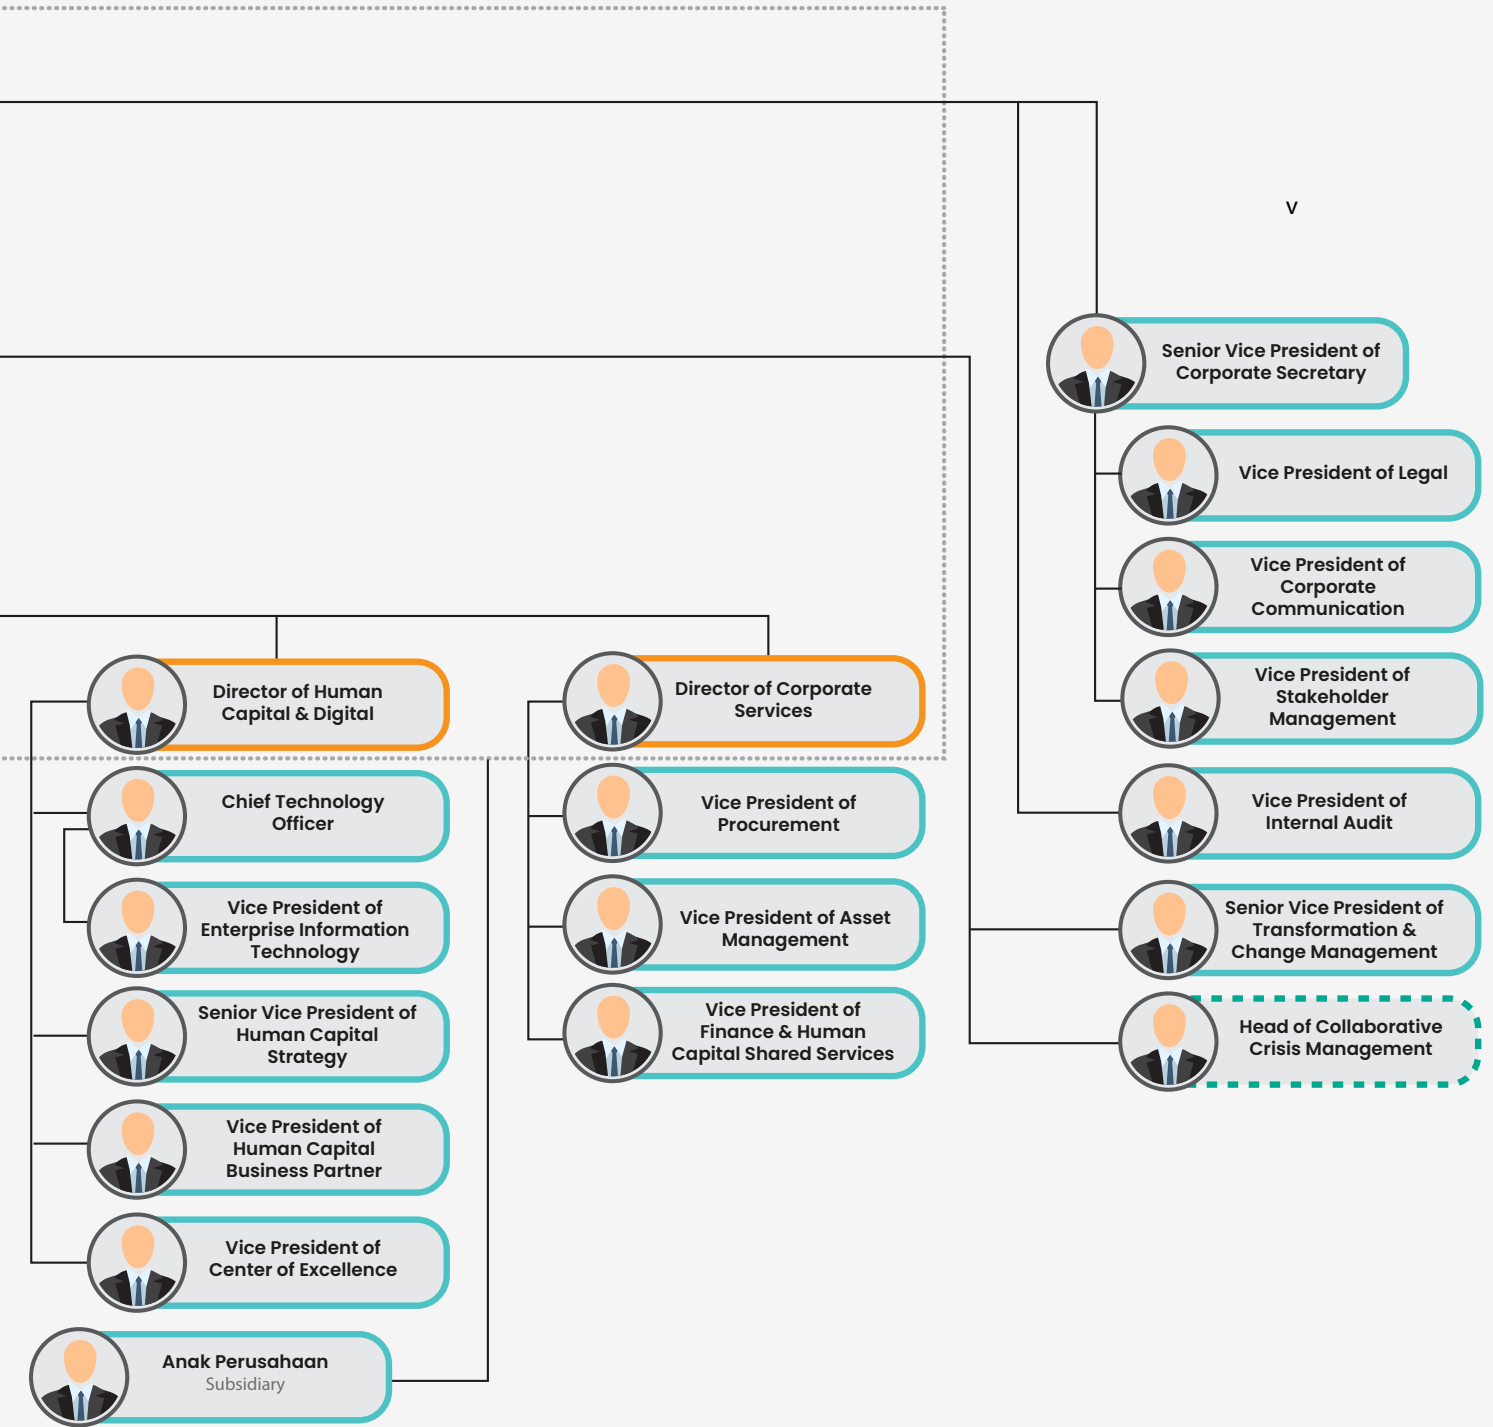 v
Senior Vice President of
Corporate Secretary
Vice President of Legal
Vice President of
Corporate
Communication
Vice President of
Stakeholder
Management
Vice President of
Internal Audit
Senior Vice President of
Transformation &
Change Management
Head of Collaborative
Crisis Management
Director of Human
Capital & Digital
Chief Technology
Officer
Vice President of
Enterprise Information
Technology
Senior Vice President of
Human Capital
Strategy
Vice President of
Human Capital
Business Partner
Vice President of
Center of Excellence
Anak Perusahaan
Subsidiary
Director of Corporate
Services
Vice President of
Procurement
Vice President of Asset
Management
Vice President of
Finance & Human
Capital Shared Services